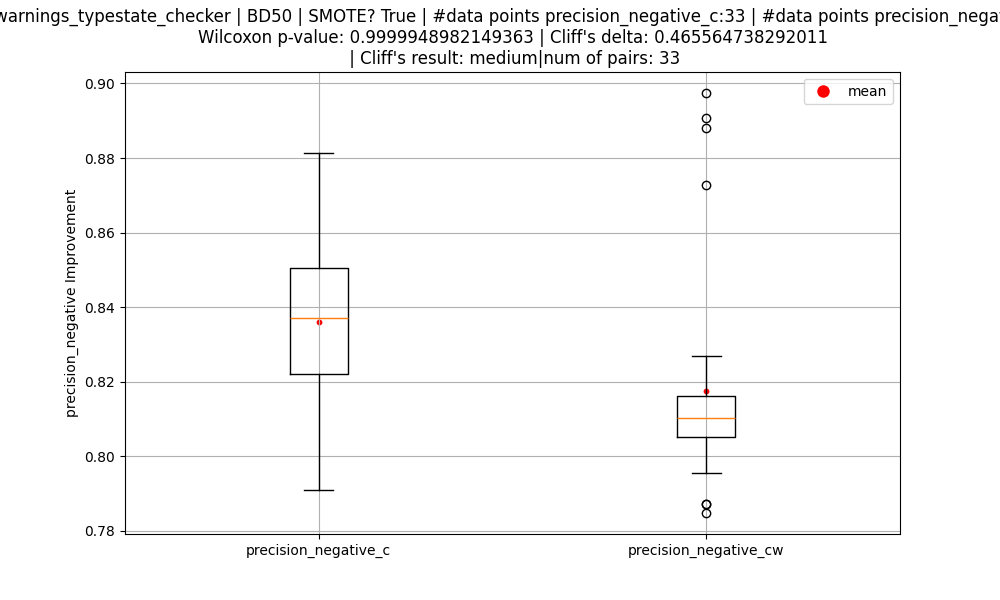 warnings_typestate_checker | BD50 | SMOTE? True | #data points precision_negative_c:33 | #data points
Wilcoxon p-value: 0.9999948982149363 | Cliff's delta: 0.465564738292011
| Cliff's result: medium|num of pairs: 33
0.90
mean
0.88
0.86
0.84
0.82
0.80
0.78
precision_negative Improvement
precision_negative_c
precision_negative_cw